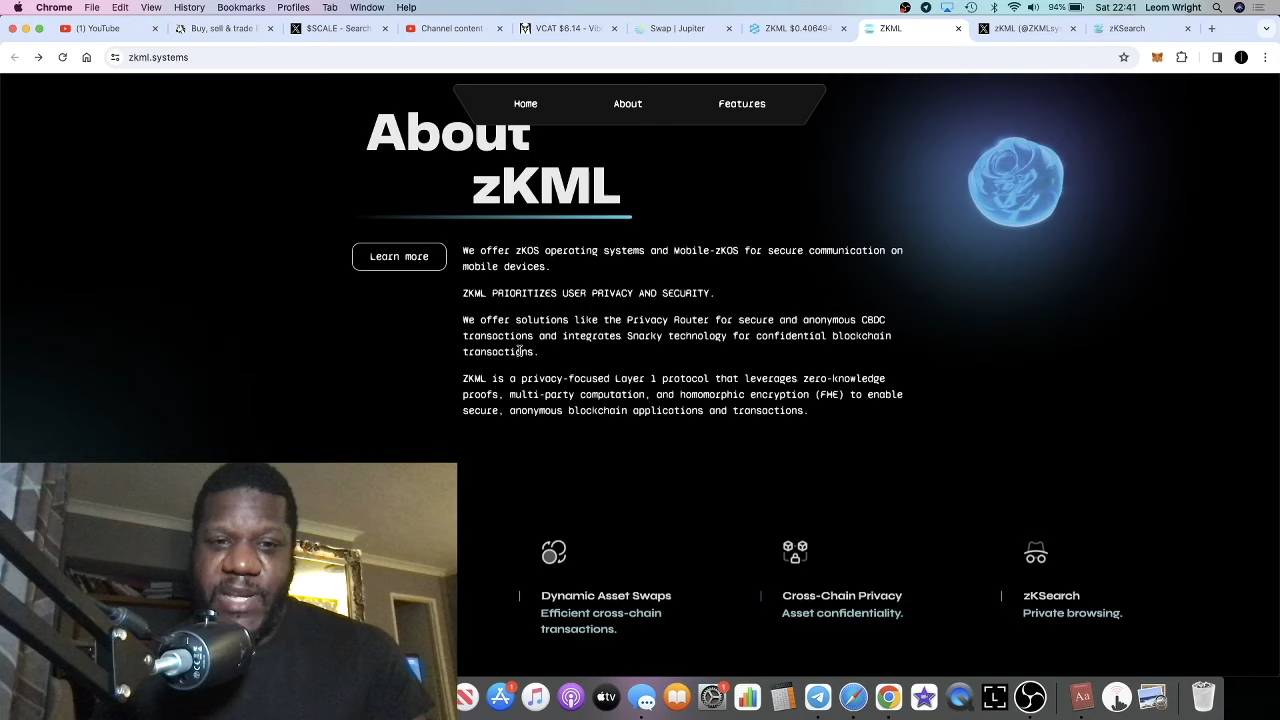 Chrome File Edit View History Bookmarks Profiles Tab Window Help
94% Sat 22:41 Leom Wright
(1) YouTube
Buy, sell & trade
$SCALE - Search
Channel content
VCAT $6.14 - Vibe
Swap | Jupiter
ZKML $0.40649
ZKML
zKML (@ZKMLsy
zKSearch
zkml.systems
Home About Features
About
zKML
Learn more
We offer zKOS operating systems and Mobile-zKOS for secure communication on
mobile devices.
ZKML PRIORITIZES USER PRIVACY AND SECURITY.
We offer solutions like the Privacy Router for secure and anonymous CBDC
transactions and integrates Snarky technology for confidential blockchain
transactions.
ZKML is a privacy-focused Layer 1 protocol that leverages zero-knowledge
proofs, multi-party computation, and homomorphic encryption (FHE) to enable
secure, anonymous blockchain applications and transactions.
Dynamic Asset Swaps
Efficient cross-chain
transactions.
Cross-Chain Privacy
Asset confidentiality.
zKSearch
Private browsing.
tv
Aa